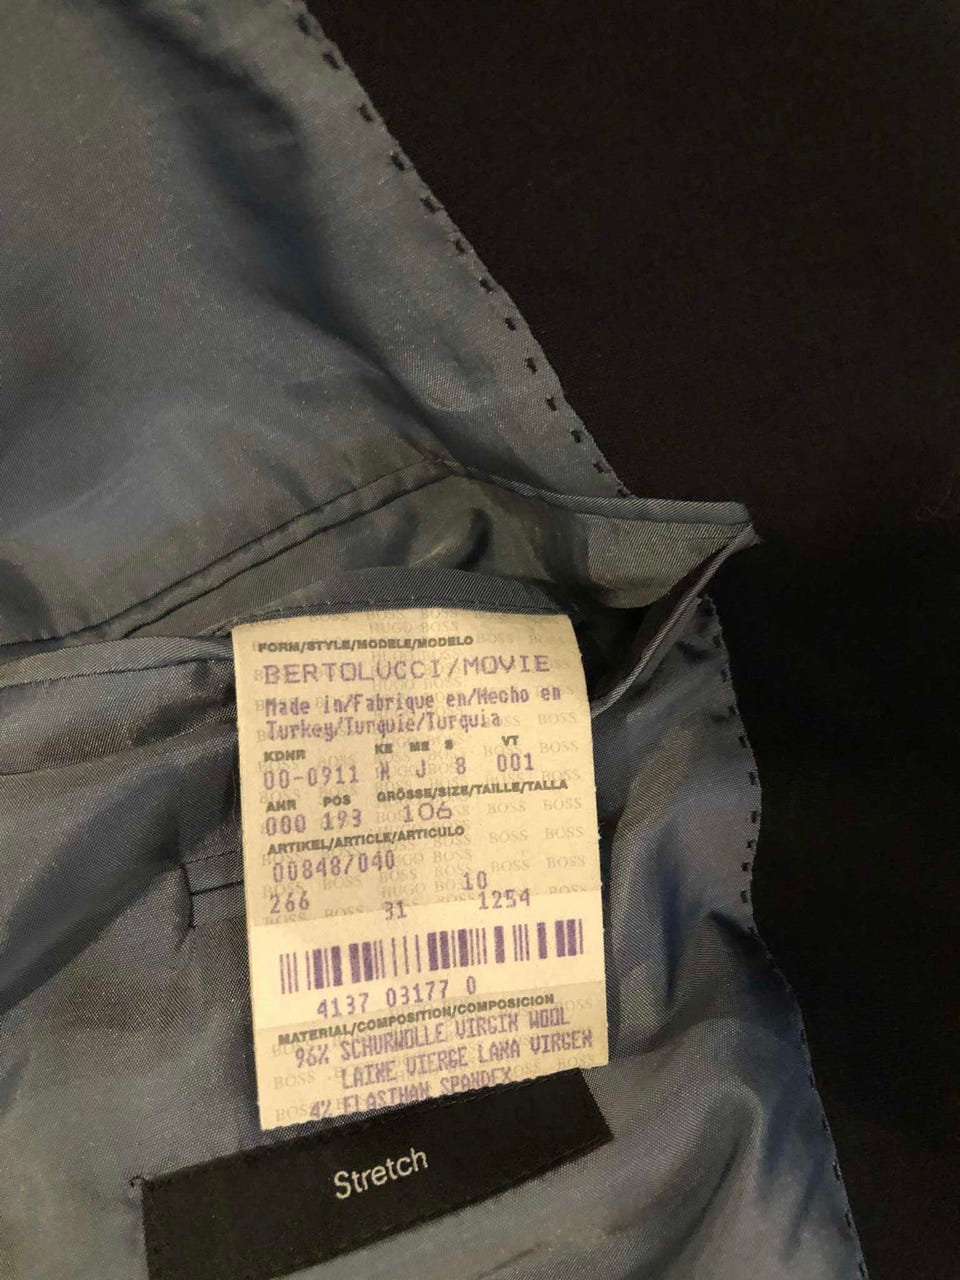 FORM/STYLE/MODELE/MODELO
BERTOLUCCI/MOVIE
Made in/Fabrique en/Hecho en
Turkey/Turquie/Turquia
KDNR KE ME S VT
00-0911 N J 8 001
ANR POS GRÖSSE/SIZE/TAILLE/TALLA
000 193 106
ARTIKEL/ARTICLE/ARTICULO
00848/040
10
266 31 1254
4137 03177 0
MATERIAL/COMPOSITION/COMPOSICION
96% SCHURWOLLE VIRGIN WOOL
LAINE VIERGE LANA VIRGEN
4% ELASTHAN SPANDEX
Stretch